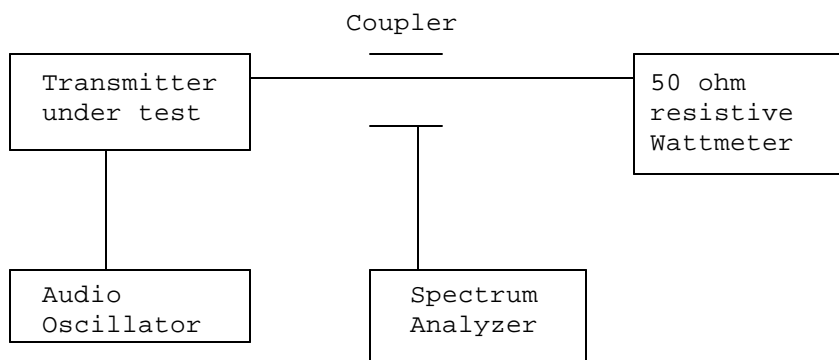 Coupler
Transmitter
under test
50 ohm
resistive
Wattmeter
Audio
Oscillator
Spectrum
Analyzer